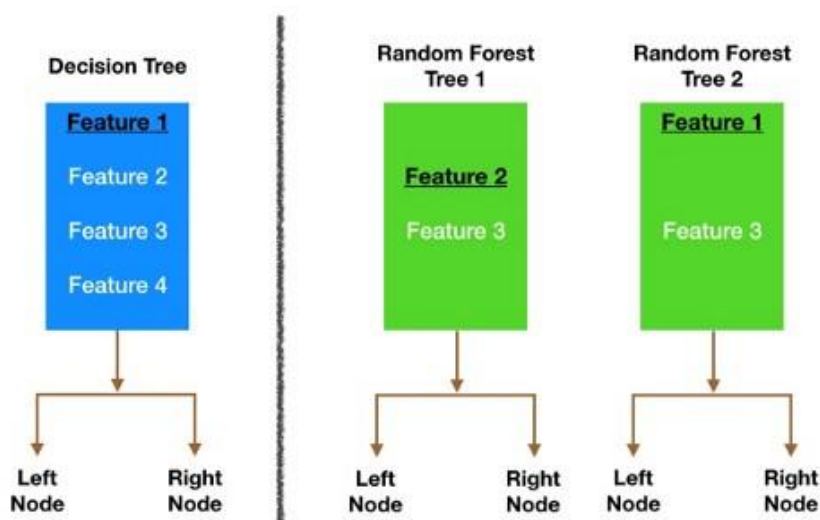 Decision Tree
Feature 1
Feature 2
Feature 3
Feature 4
Left
Node
Right
Node
Random Forest
Tree 1
Feature 2
Feature 3
Left
Node
Right
Node
Random Forest
Tree 2
Feature 1
Feature 3
Left
Node
Right
Node